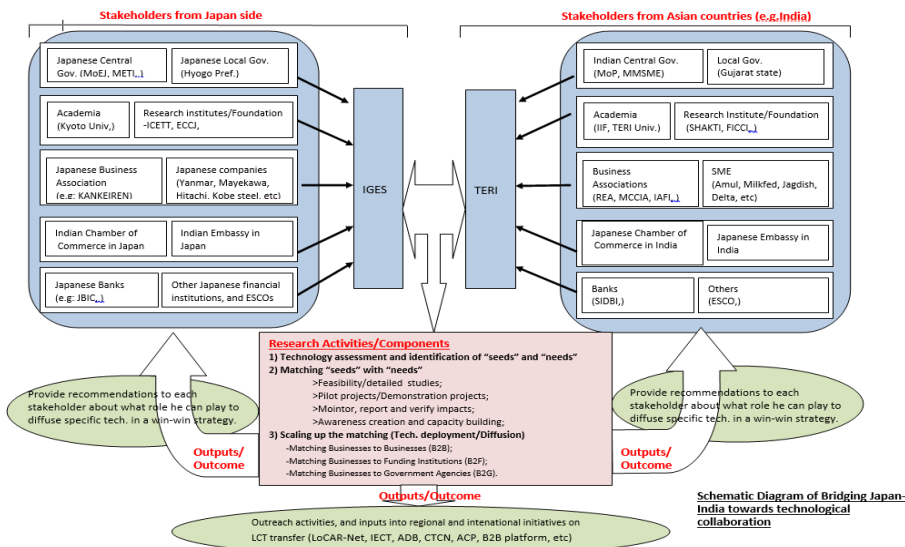 Stakeholders from Japan side
Stakeholders from Asian countries (e.g.India)
Japanese Central
Gov. (MoEJ, METI,.)
Japanese Local Gov.
(Hyogo Pref.)
Academia
(Kyoto Univ,)
Research institutes/Foundation
-ICETT, ECCJ,
Japanese Business
Association
(e.g: KANKEIREN)
Japanese companies
(Yanmar, Mayekawa,
Hitachi, Kobe steel, etc)
Indian Chamber of
Commerce in Japan
Indian Embassy in
Japan
Japanese Banks
(e.g: JBIC,.)
Other Japanese financial
institutions, and ESCOs
IGES
TERI
Indian Central Gov.
(MoP, MMSME)
Local Gov.
(Gujarat state)
Academia
(IIF, TERI Univ.)
Research Institute/Foundation
(SHAKTI, FICCI,.)
Business
Associations
(REA, MCCIA, IAFI,.)
SME
(Amul, Milkfed, Jagdish,
Delta, etc)
Japanese Chamber of
Commerce in India
Japanese Embassy in
India
Banks
(SIDBI,)
Others
(ESCO,)
Research Activities/Components
1) Technology assessment and identification of “seeds” and “needs”
2) Matching “seeds” with “needs”
>Feasibility/detailed studies;
>Pilot projects/Demonstration projects;
>Mointor, report and verify impacts;
>Awareness creation and capacity building;
3) Scaling up the matching (Tech. deployment/Diffusion)
-Matching Businesses to Businesses (B2B);
-Matching Businesses to Funding Institutions (B2F);
-Matching Businesses to Government Agencies (B2G).
Provide recommendations to each
stakeholder about what role he can play to
diffuse specific tech. in a win-win strategy.
Outputs/
Outcome
Provide recommendations to each
stakeholder about what role he can play to
diffuse specific tech. in a win-win strategy.
Outputs/
Outcome
Outputs/Outcome
Outreach activities, and inputs into regional and intenational initiatives on
LCT transfer (LoCAR-Net, IECT, ADB, CTCN, ACP, B2B platform, etc)
Schematic Diagram of Bridging Japan-
India towards technological
collaboration